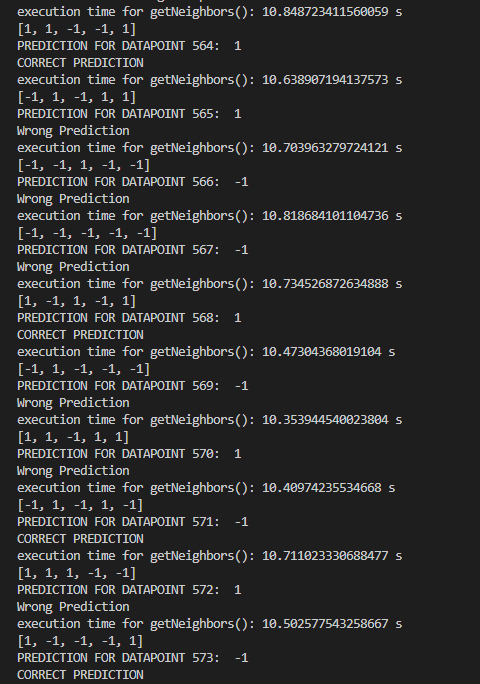 execution time for getNeighbors(): 10.848723411560059 s
[1, 1, -1, -1, 1]
PREDICTION FOR DATAPOINT 564:  1
CORRECT PREDICTION
execution time for getNeighbors(): 10.638907194137573 s
[-1, 1, -1, 1, 1]
PREDICTION FOR DATAPOINT 565:  1
Wrong Prediction
execution time for getNeighbors(): 10.703963279724121 s
[-1, -1, 1, -1, -1]
PREDICTION FOR DATAPOINT 566:  -1
Wrong Prediction
execution time for getNeighbors(): 10.818684101104736 s
[-1, -1, -1, -1, -1]
PREDICTION FOR DATAPOINT 567:  -1
Wrong Prediction
execution time for getNeighbors(): 10.734526872634888 s
[1, -1, 1, -1, 1]
PREDICTION FOR DATAPOINT 568:  1
CORRECT PREDICTION
execution time for getNeighbors(): 10.47304368019104 s
[-1, 1, -1, -1, -1]
PREDICTION FOR DATAPOINT 569:  -1
Wrong Prediction
execution time for getNeighbors(): 10.353944540023804 s
[1, 1, -1, 1, 1]
PREDICTION FOR DATAPOINT 570:  1
Wrong Prediction
execution time for getNeighbors(): 10.40974235534668 s
[-1, 1, -1, 1, -1]
PREDICTION FOR DATAPOINT 571:  -1
CORRECT PREDICTION
execution time for getNeighbors(): 10.711023330688477 s
[1, 1, 1, -1, -1]
PREDICTION FOR DATAPOINT 572:  1
Wrong Prediction
execution time for getNeighbors(): 10.502577543258667 s
[1, -1, -1, -1, 1]
PREDICTION FOR DATAPOINT 573:  -1
CORRECT PREDICTION